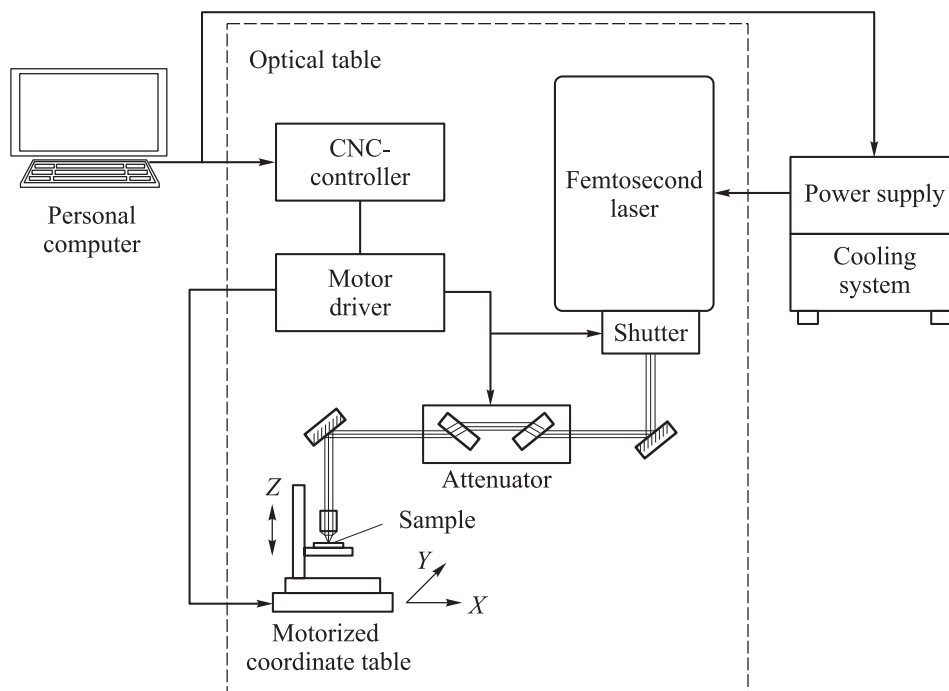 Optical table
CNC-
controller
Femtosecond
laser
Power supply
Personal
computer
Motor
driver
Cooling
system
Shutter
Attenuator
Z
Sample
Y
X
Motorized
coordinate table